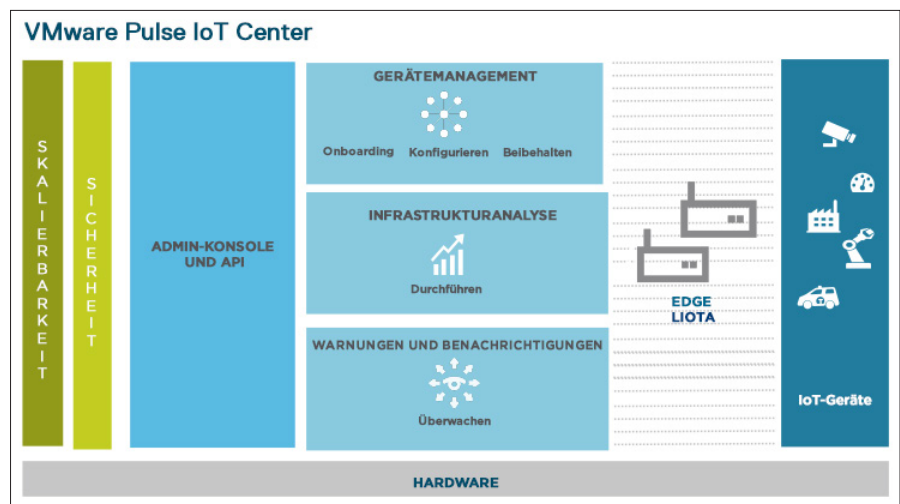 VMware Pulse IoT Center
SKALIERBARKEIT
SICHERHEIT
ADMIN-KONSOLE
UND API
GERÄTEMANAGEMENT
Onboarding Konfigurieren Beibehalten
INFRASTRUKTURANALYSE
Durchführen
WARNUNGEN UND BENACHRICHTIGUNGEN
Überwachen
EDGE
LIOTA
IoT-Geräte
HARDWARE